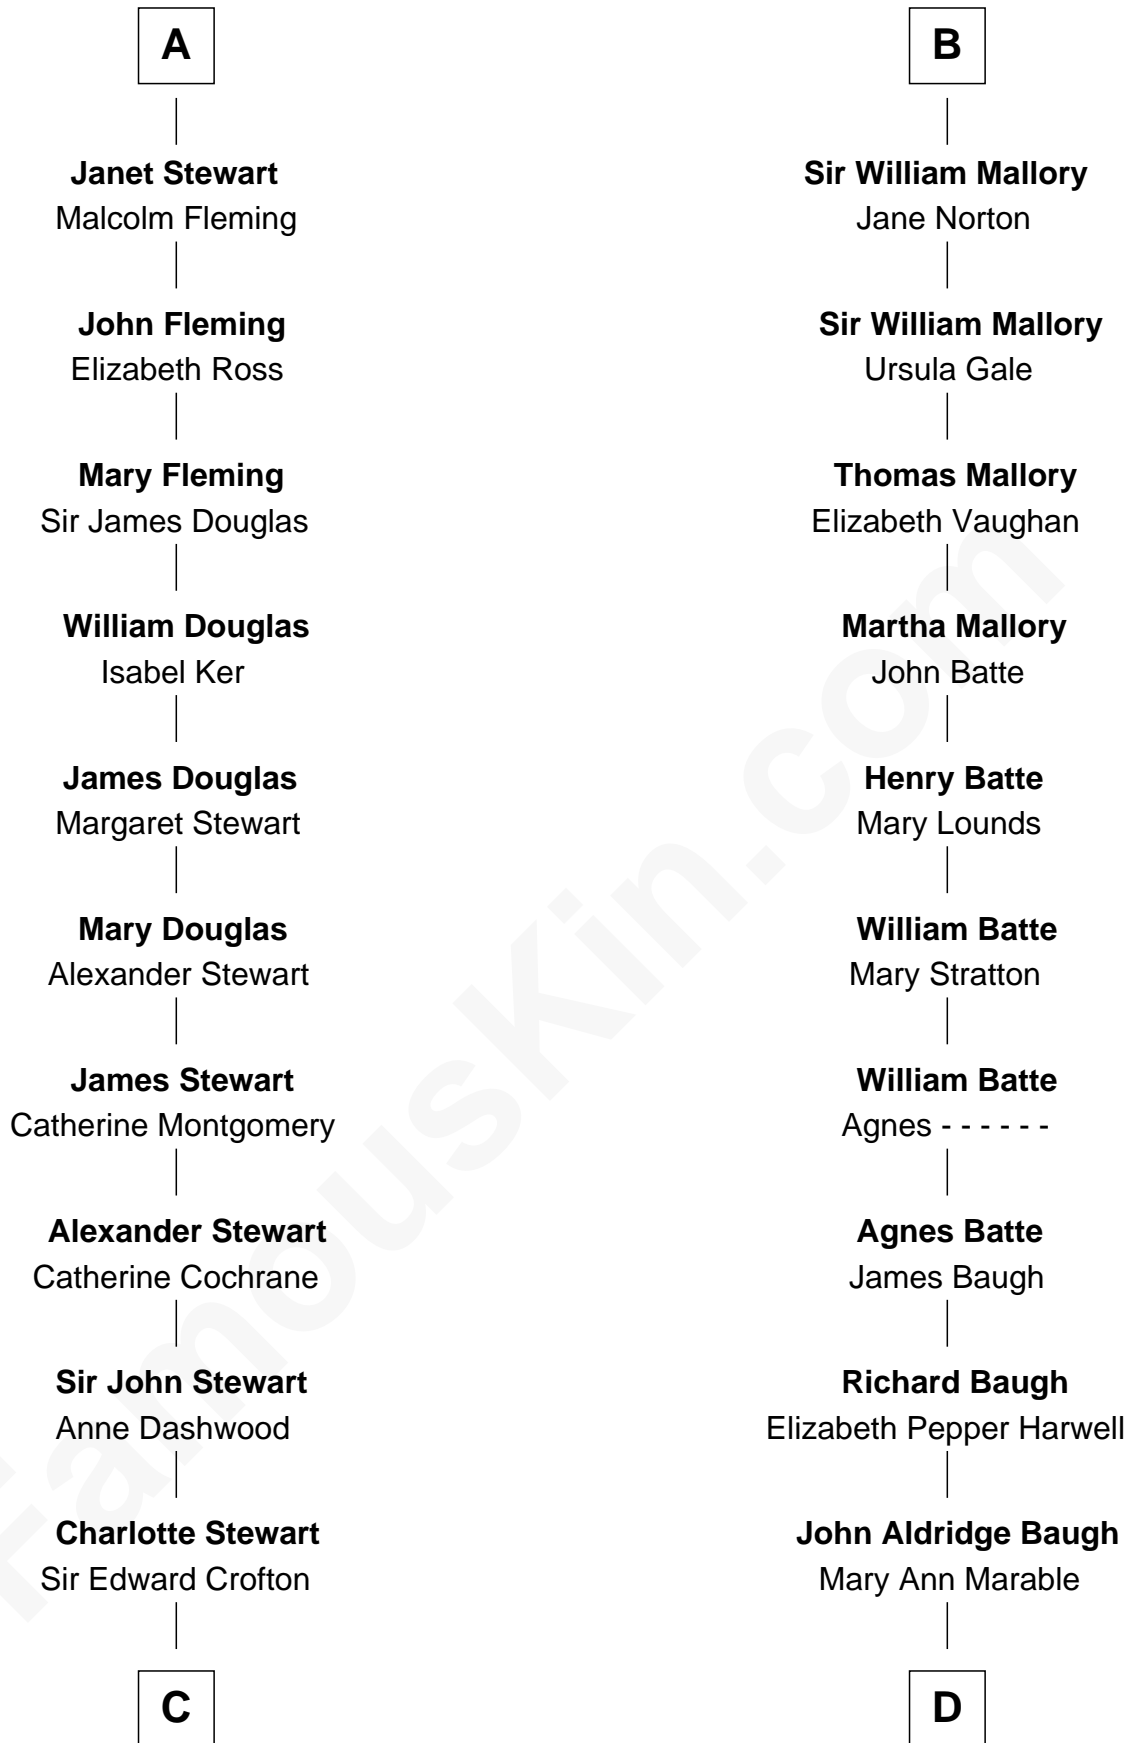 A
Janet Stewart
Malcolm Fleming
John Fleming
Elizabeth Ross
Mary Fleming
Sir James Douglas
William Douglas
Isabel Ker
James Douglas
Margaret Stewart
Mary Douglas
Alexander Stewart
James Stewart
Catherine Montgomery
Alexander Stewart
Catherine Cochrane
Sir John Stewart
Anne Dashwood
Charlotte Stewart
Sir Edward Crofton
C
B
Sir William Mallory
Jane Norton
Sir William Mallory
Ursula Gale
Thomas Mallory
Elizabeth Vaughan
Martha Mallory
John Batte
Henry Batte
Mary Lounds
William Batte
Mary Stratton
William Batte
Agnes - - - - - -
Agnes Batte
James Baugh
Richard Baugh
Elizabeth Pepper Harwell
John Aldridge Baugh
Mary Ann Marable
D
FamousKin.com